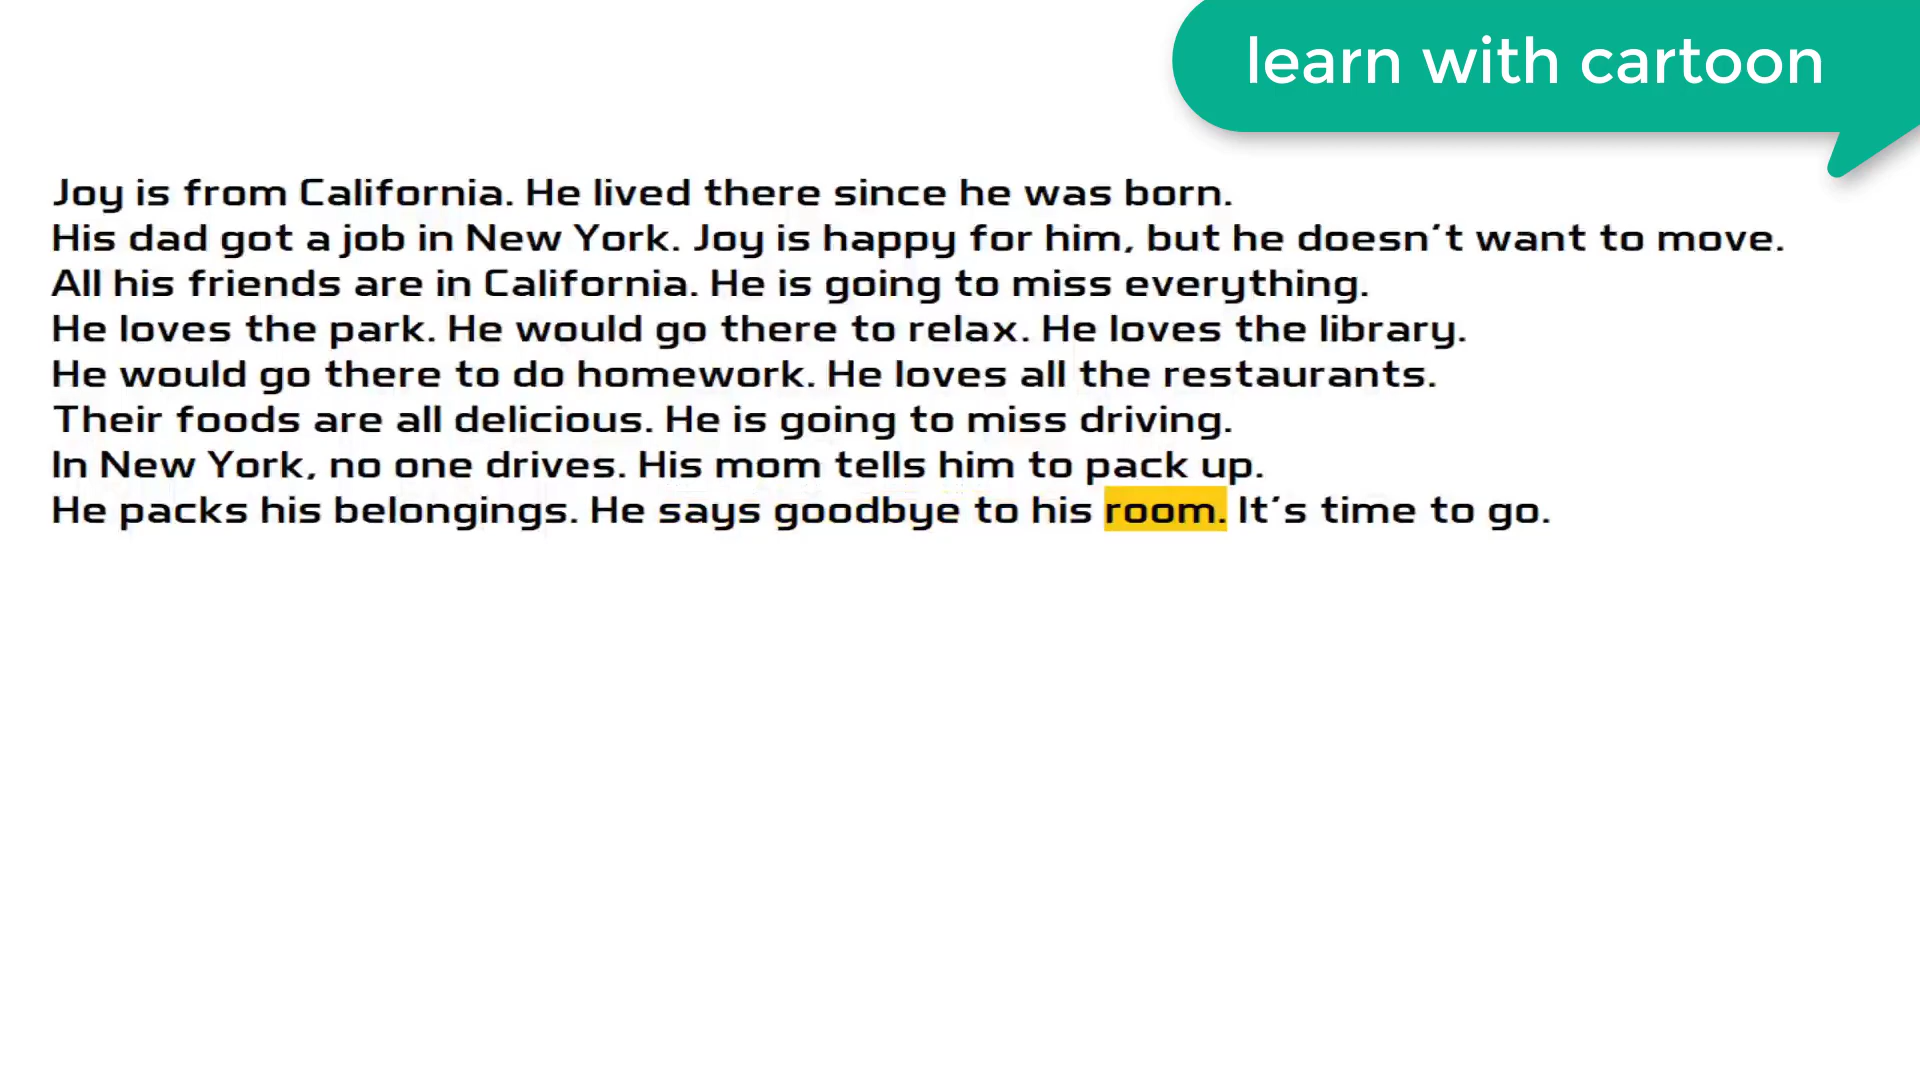 learn with cartoon
Joy is from California. He lived there since he was born.
His dad got a job in New York. Joy is happy for him, but he doesn't want to move.
All his friends are in California. He is going to miss everything.
He loves the park. He would go there to relax. He loves the library.
He would go there to do homework. He loves all the restaurants.
Their foods are all delicious. He is going to miss driving.
In New York, no one drives. His mom tells him to pack up.
He packs his belongings. He says goodbye to his room. It's time to go.